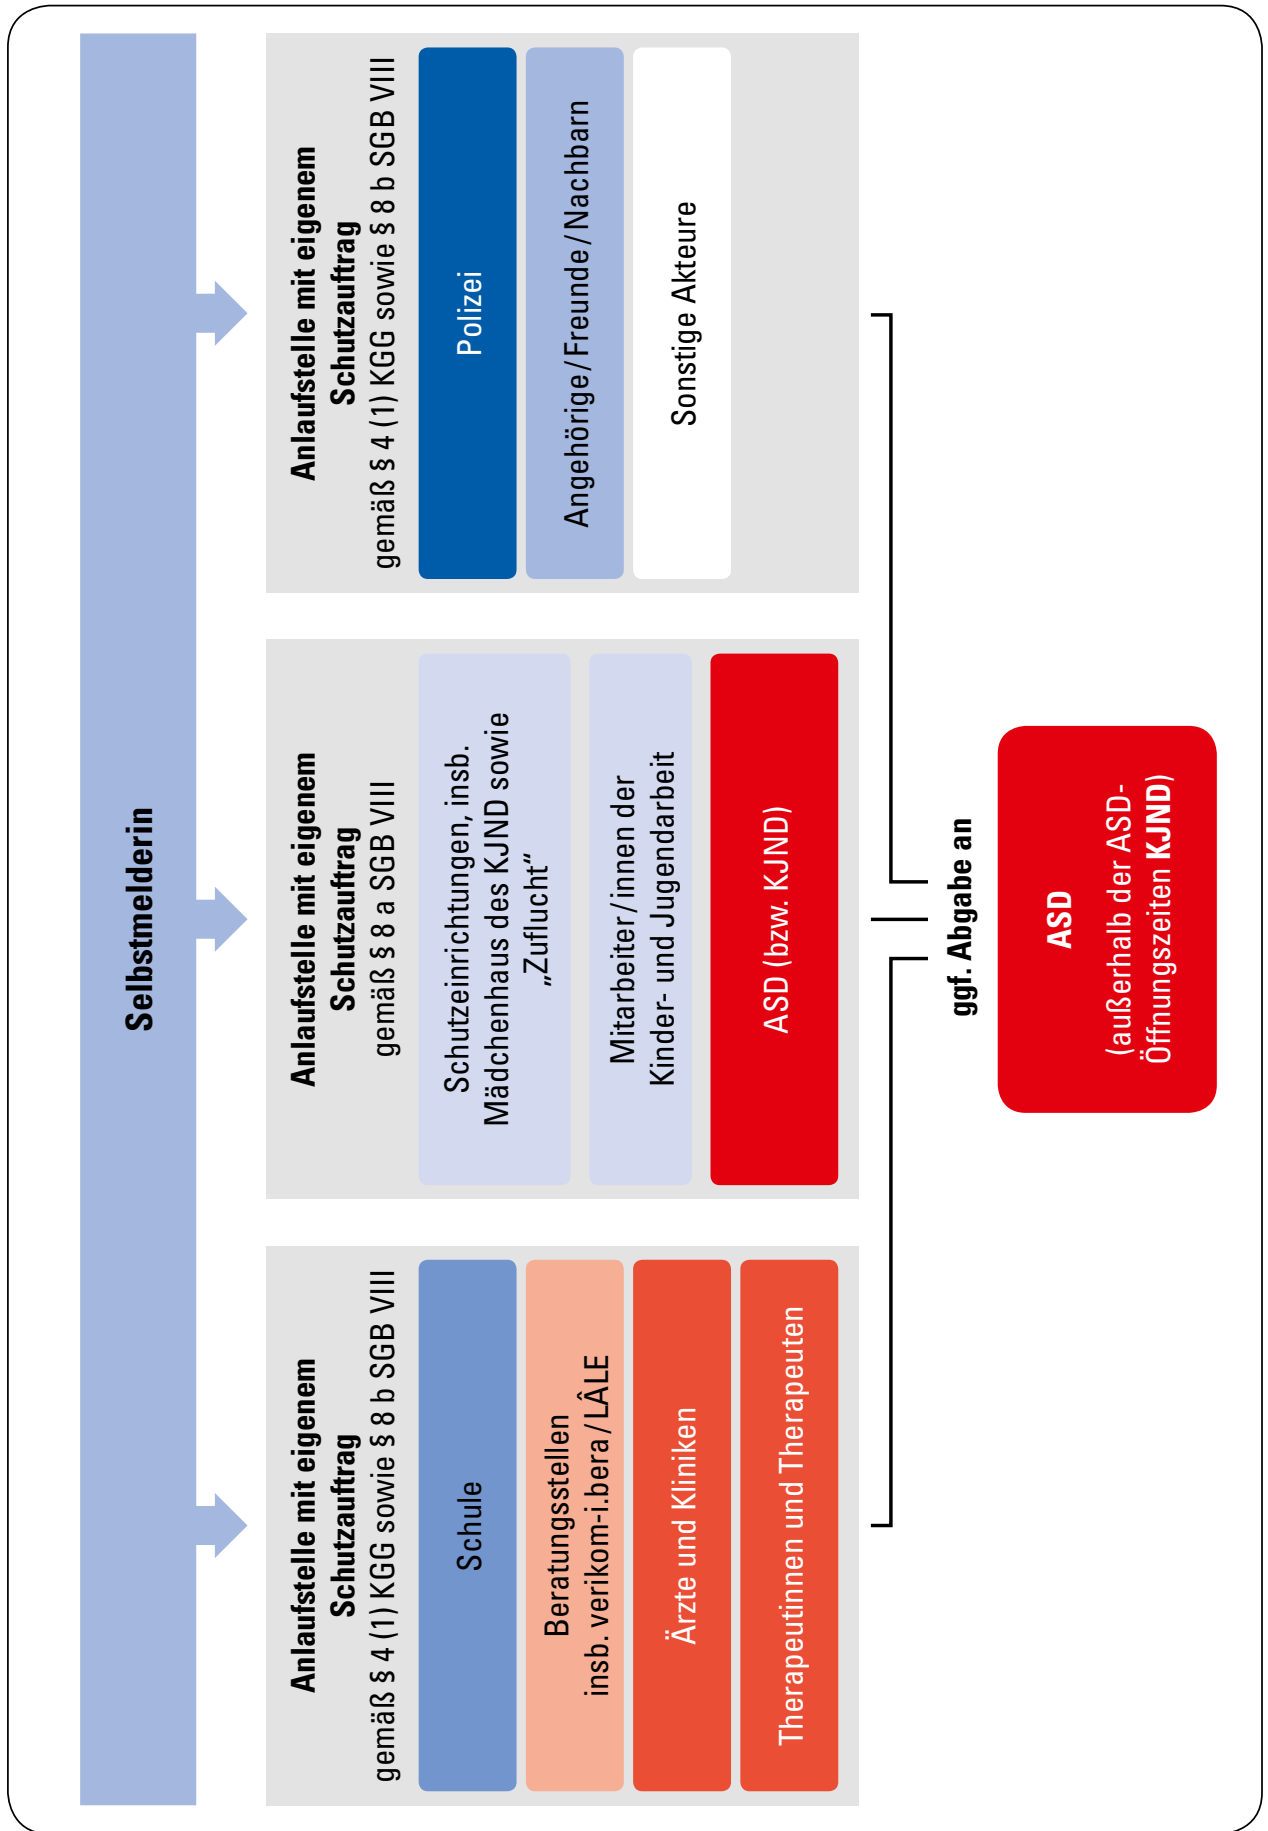 Selbstmelderin
Anlaufstelle mit eigenem
Schutzauftrag
gemäß § 4 (1) KGG sowie § 8 b SGB VIII
Schule
Beratungsstellen
insb. verikom-i.bera/LÂLE
Ärzte und Kliniken
Therapeutinnen und Therapeuten
Anlaufstelle mit eigenem
Schutzauftrag
gemäß § 8 a SGB VIII
Schutzeinrichtungen, insb.
Mädchenhaus des KJND sowie
„Zuflucht“
Mitarbeiter/innen der
Kinder- und Jugendarbeit
ASD (bzw. KJND)
Anlaufstelle mit eigenem
Schutzauftrag
gemäß § 4 (1) KGG sowie § 8 b SGB VIII
Polizei
Angehörige/Freunde/Nachbarn
Sonstige Akteure
ggf. Abgabe an
ASD
(außerhalb der ASD-
Öffnungszeiten KJND)